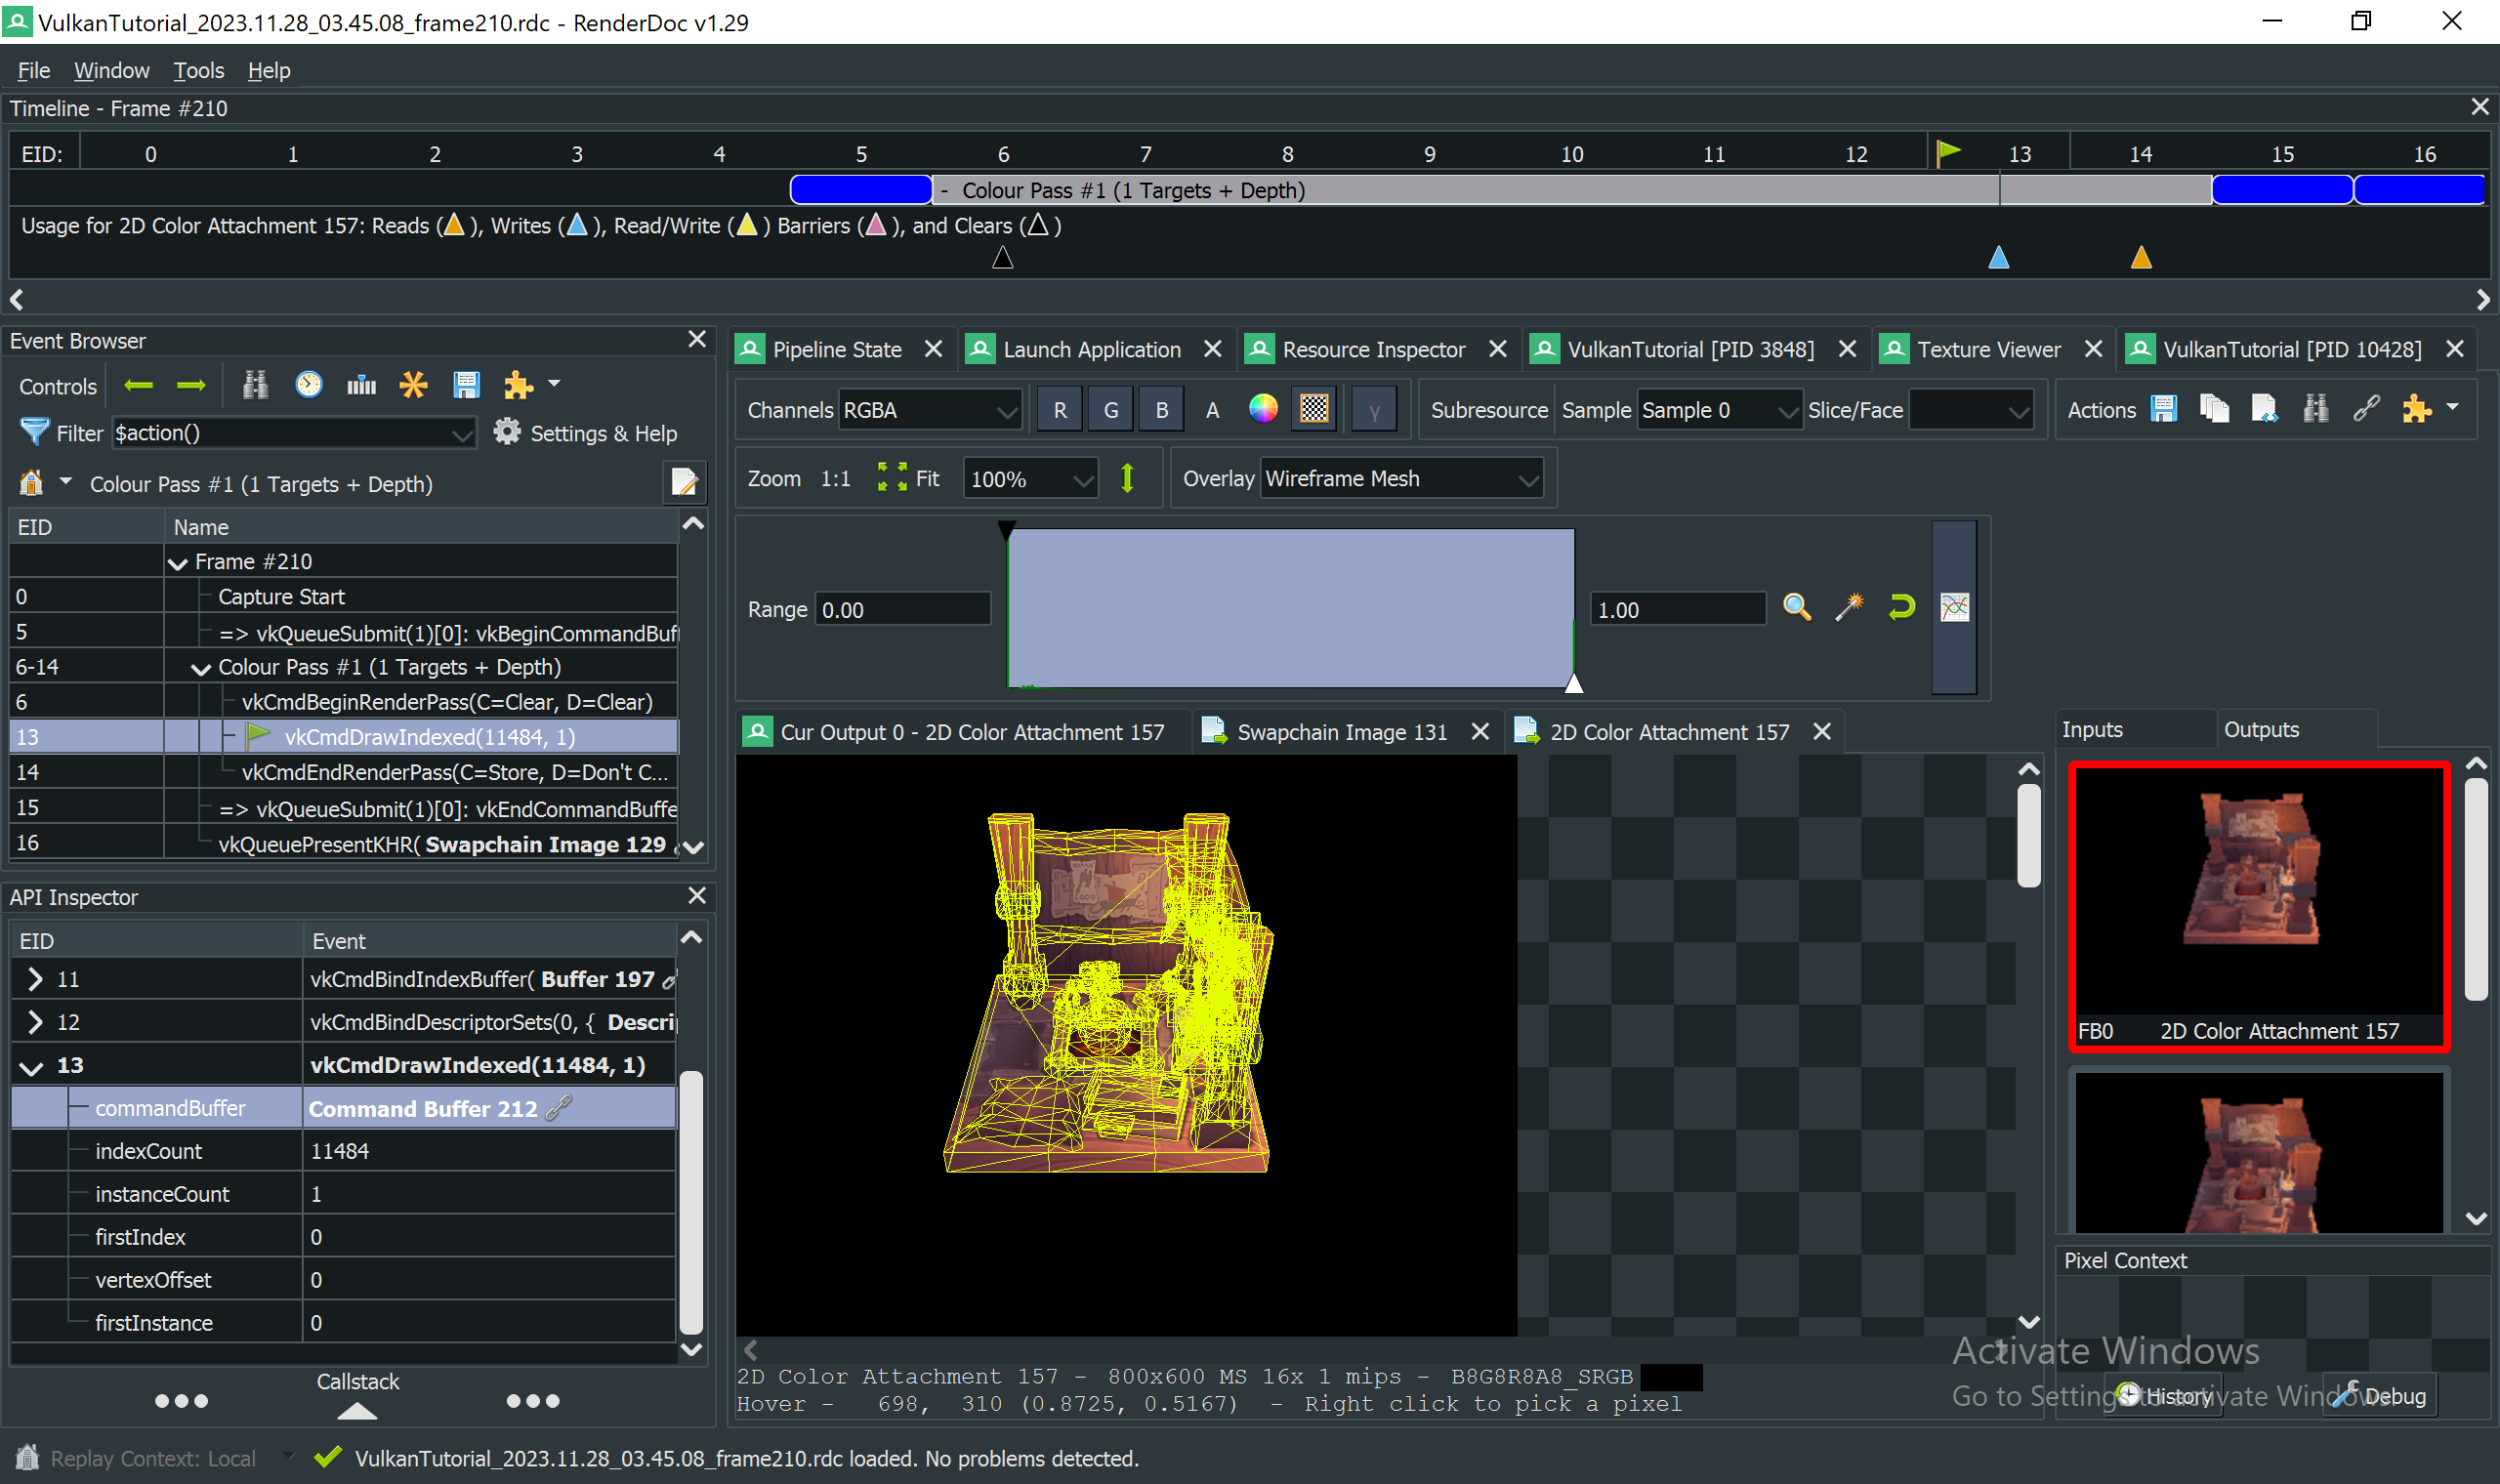 VulkanTutorial_2023.11.28_03.45.08_frame210.rdc - RenderDoc v1.29
File Window Tools Help
Timeline - Frame #210
EID: 0 1 2 3 4 5 6 7 8 9 10 11 12 13 14 15 16
- Colour Pass #1 (1 Targets + Depth)
Usage for 2D Color Attachment 157: Reads ( ), Writes ( ), Read/Write ( ) Barriers ( ), and Clears ( )
Event Browser
Controls
Filter $action() Settings & Help
Colour Pass #1 (1 Targets + Depth)
EID Name
Frame #210
0 Capture Start
5 => vkQueueSubmit(1)[0]: vkBeginCommandBuf
6-14 Colour Pass #1 (1 Targets + Depth)
6 vkCmdBeginRenderPass(C=Clear, D=Clear)
13 vkCmdDrawIndexed(11484, 1)
14 vkCmdEndRenderPass(C=Store, D=Don't C...
15 => vkQueueSubmit(1)[0]: vkEndCommandBuffe
16 vkQueuePresentKHR( Swapchain Image 129
API Inspector
EID Event
11 vkCmdBindIndexBuffer( Buffer 197
12 vkCmdBindDescriptorSets(0, { Descri
13 vkCmdDrawIndexed(11484, 1)
commandBuffer Command Buffer 212
indexCount 11484
instanceCount 1
firstIndex 0
vertexOffset 0
firstInstance 0
Callstack
Pipeline State Launch Application Resource Inspector VulkanTutorial [PID 3848] Texture Viewer VulkanTutorial [PID 10428]
Channels RGBA R G B A γ Subresource Sample Sample 0 Slice/Face Actions
Zoom 1:1 Fit 100% Overlay Wireframe Mesh
Range 0.00 1.00
Cur Output 0 - 2D Color Attachment 157 Swapchain Image 131 2D Color Attachment 157
Inputs Outputs
FB0 2D Color Attachment 157
Pixel Context
Activate Windows
Go to Settings to activate Windows.
History Debug
2D Color Attachment 157 - 800x600 MS 16x 1 mips - B8G8R8A8_SRGB
Hover - 698, 310 (0.8725, 0.5167) - Right click to pick a pixel
Replay Context: Local VulkanTutorial_2023.11.28_03.45.08_frame210.rdc loaded. No problems detected.